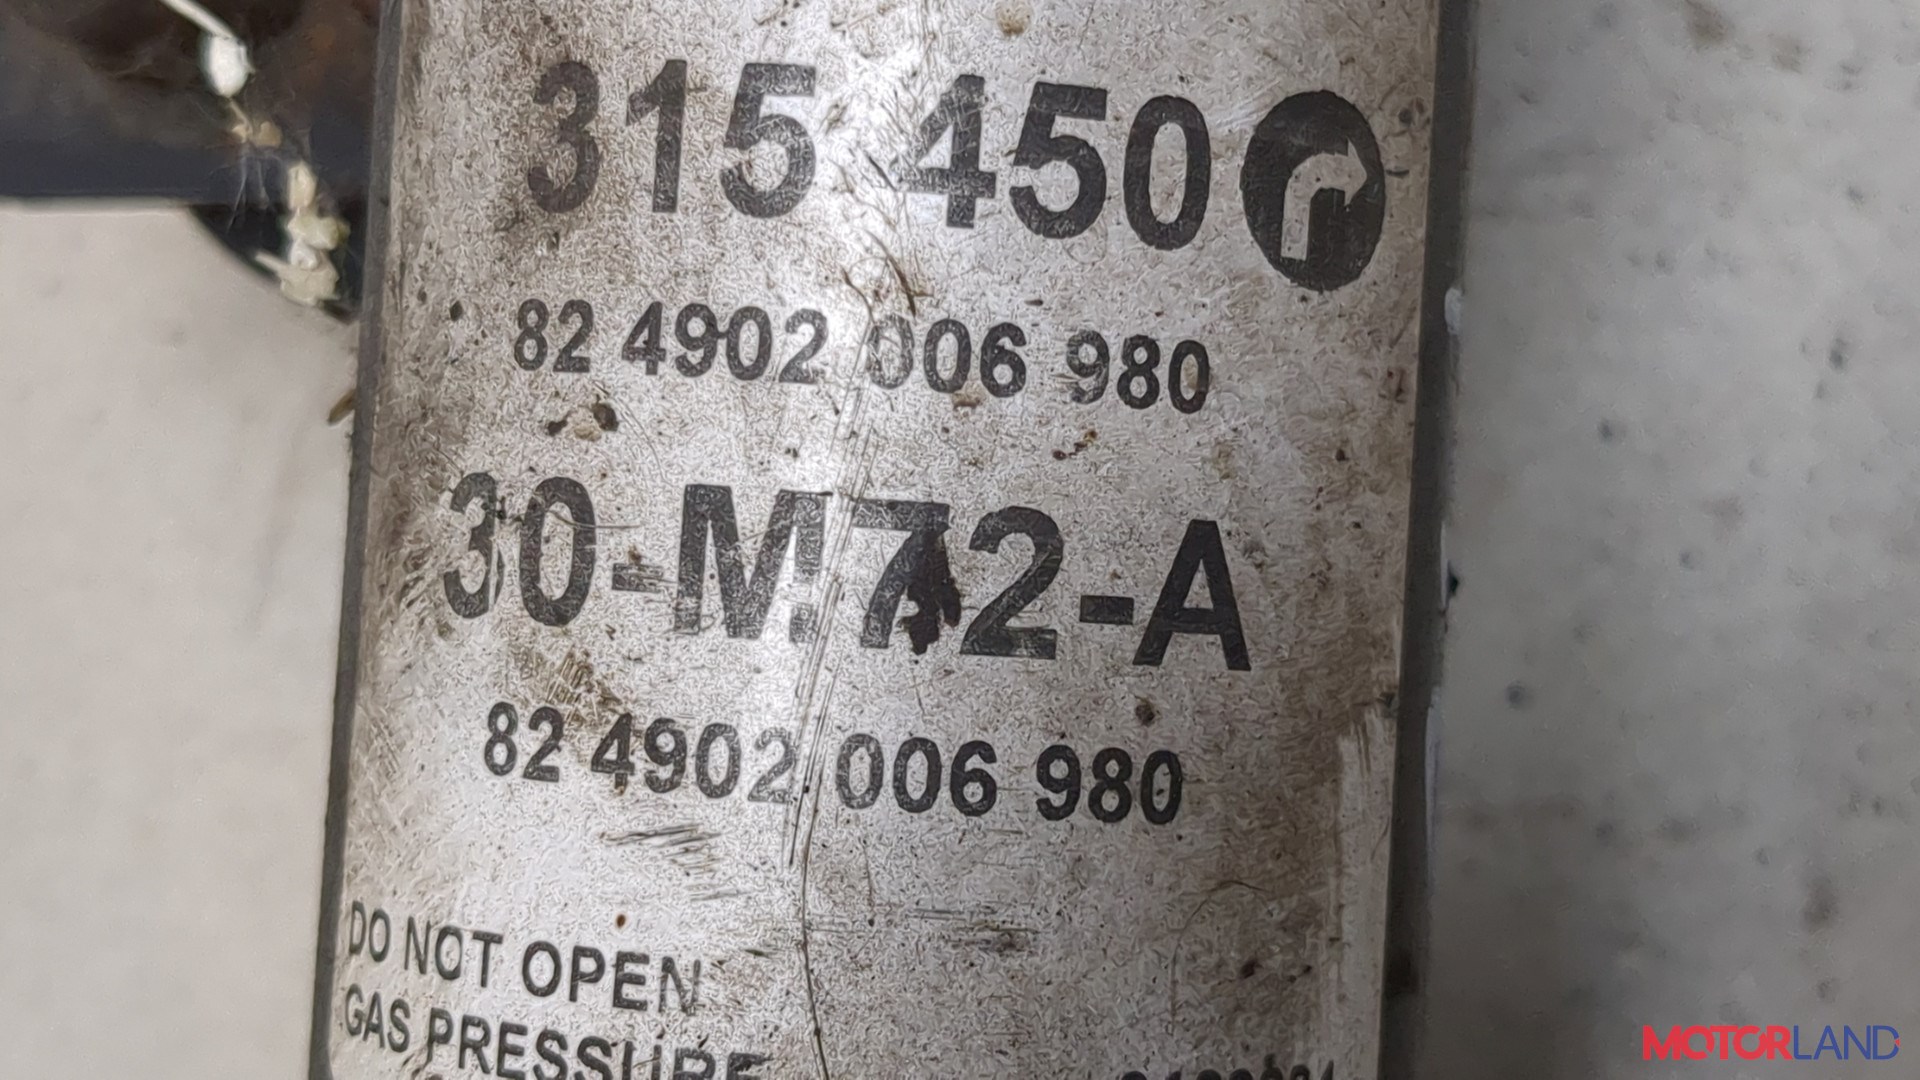 315 450
82 4902 006 980
30-M72-A
82 4902 006 980
DO NOT OPEN
GAS PRESSURE
MOTORLAND